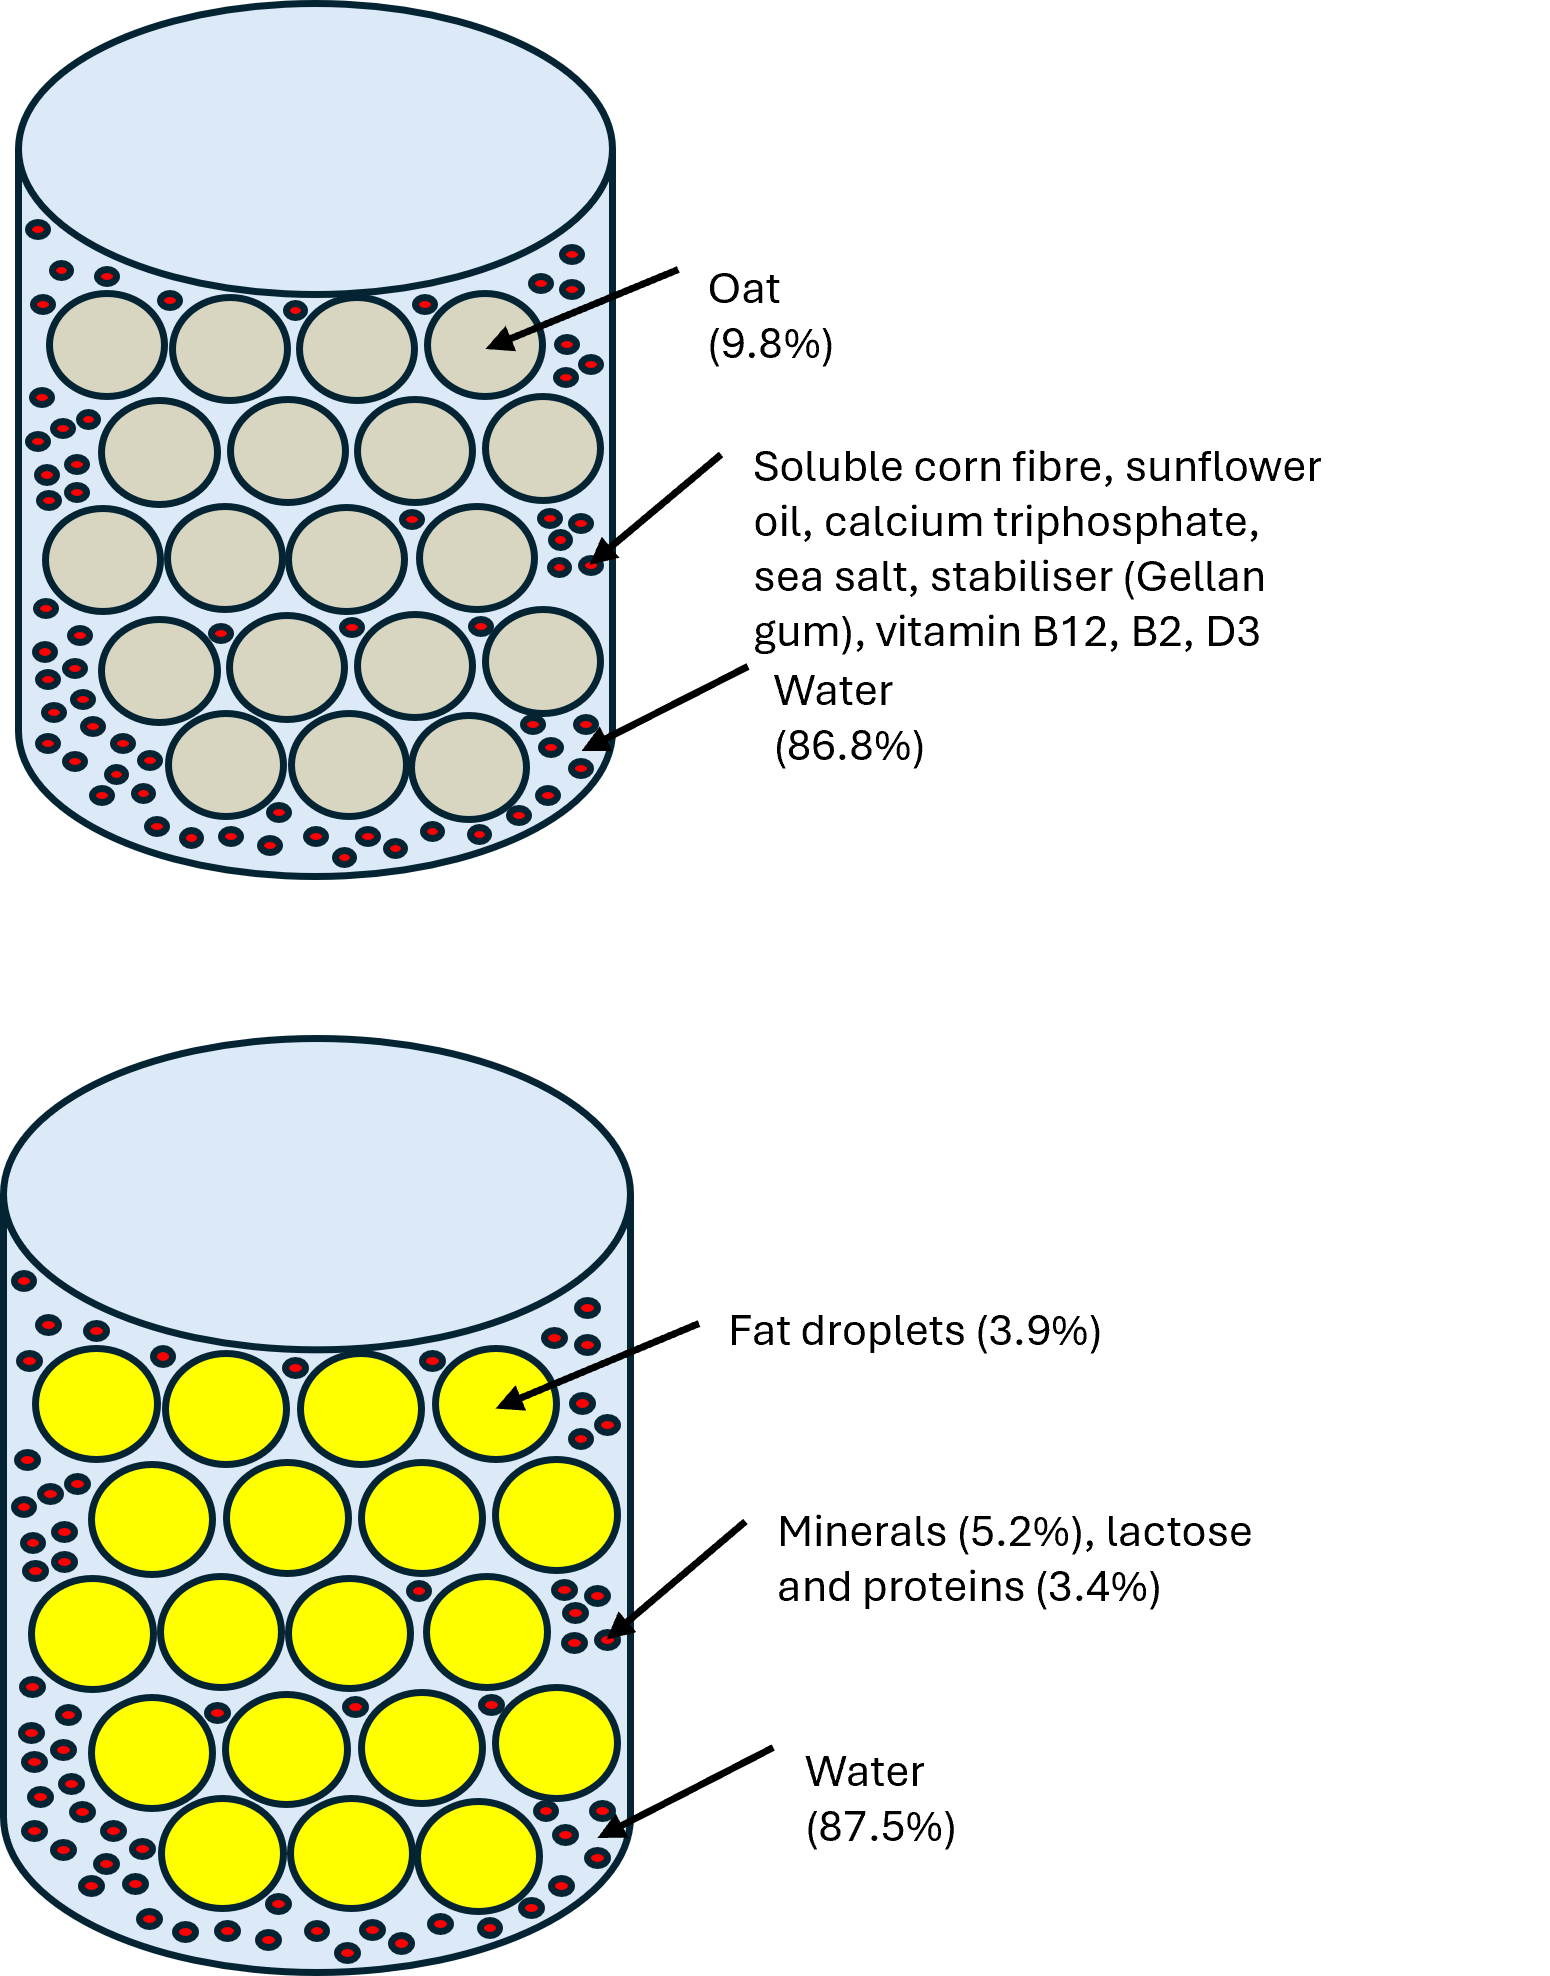 Oat
(9.8%)
Soluble corn fibre, sunflower
oil, calcium triphosphate,
sea salt, stabiliser (Gellan
gum), vitamin B12, B2, D3
Water
(86.8%)
Fat droplets (3.9%)
Minerals (5.2%), lactose
and proteins (3.4%)
Water
(87.5%)